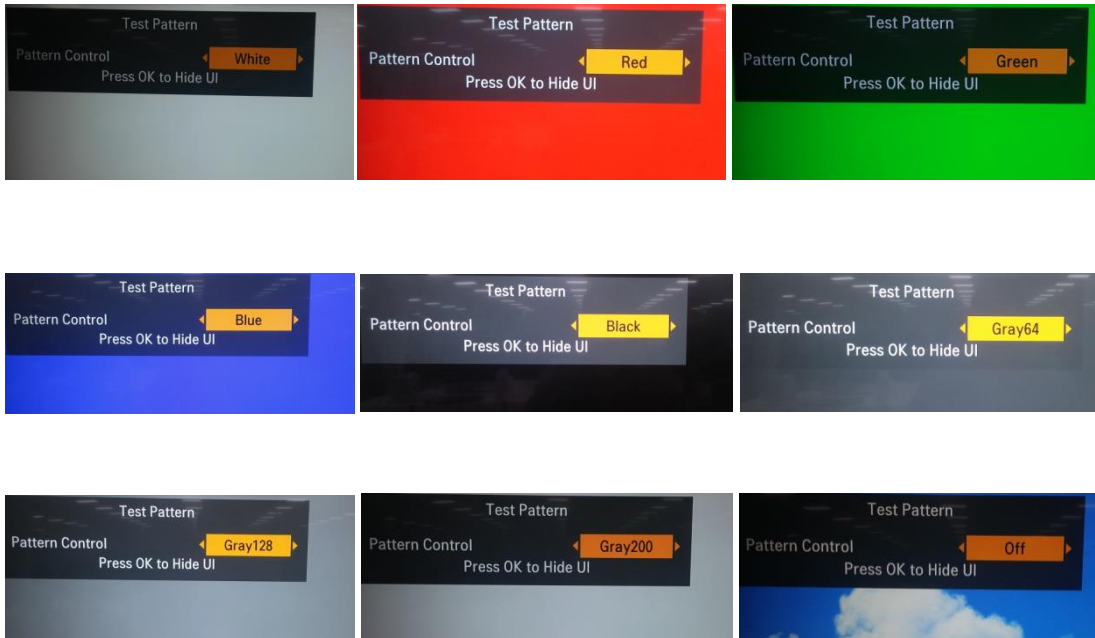 Test Pattern
Pattern Control White
Press OK to Hide UI
Test Pattern
Pattern Control Red
Press OK to Hide UI
Test Pattern
Pattern Control Green
Press OK to Hide UI
Test Pattern
Pattern Control Blue
Press OK to Hide UI
Test Pattern
Pattern Control Black
Press OK to Hide UI
Test Pattern
Pattern Control Gray64
Press OK to Hide UI
Test Pattern
Pattern Control Gray128
Press OK to Hide UI
Test Pattern
Pattern Control Gray200
Press OK to Hide UI
Test Pattern
Pattern Control Off
Press OK to Hide UI